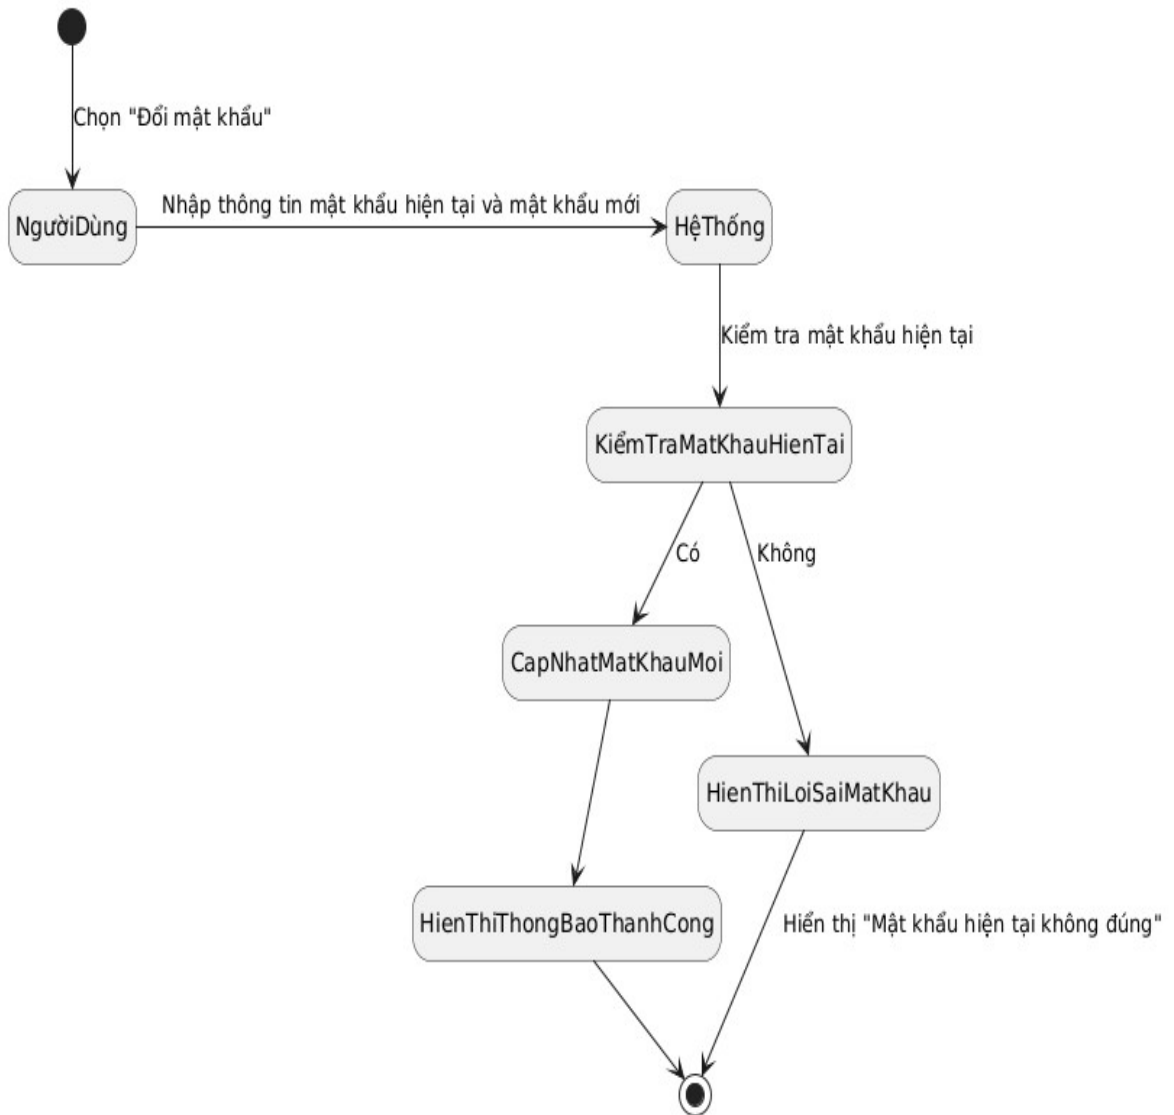 Chọn "Đổi mật khẩu"
NgườiDùng
Nhập thông tin mật khẩu hiện tại và mật khẩu mới
HệThống
Kiểm tra mật khẩu hiện tại
KiểmTraMatKhauHienTai
Có
Không
CapNhatMatKhauMoi
HienThiLoiSaiMatKhau
HienThiThongBaoThanhCong
Hiển thị "Mật khẩu hiện tại không đúng"